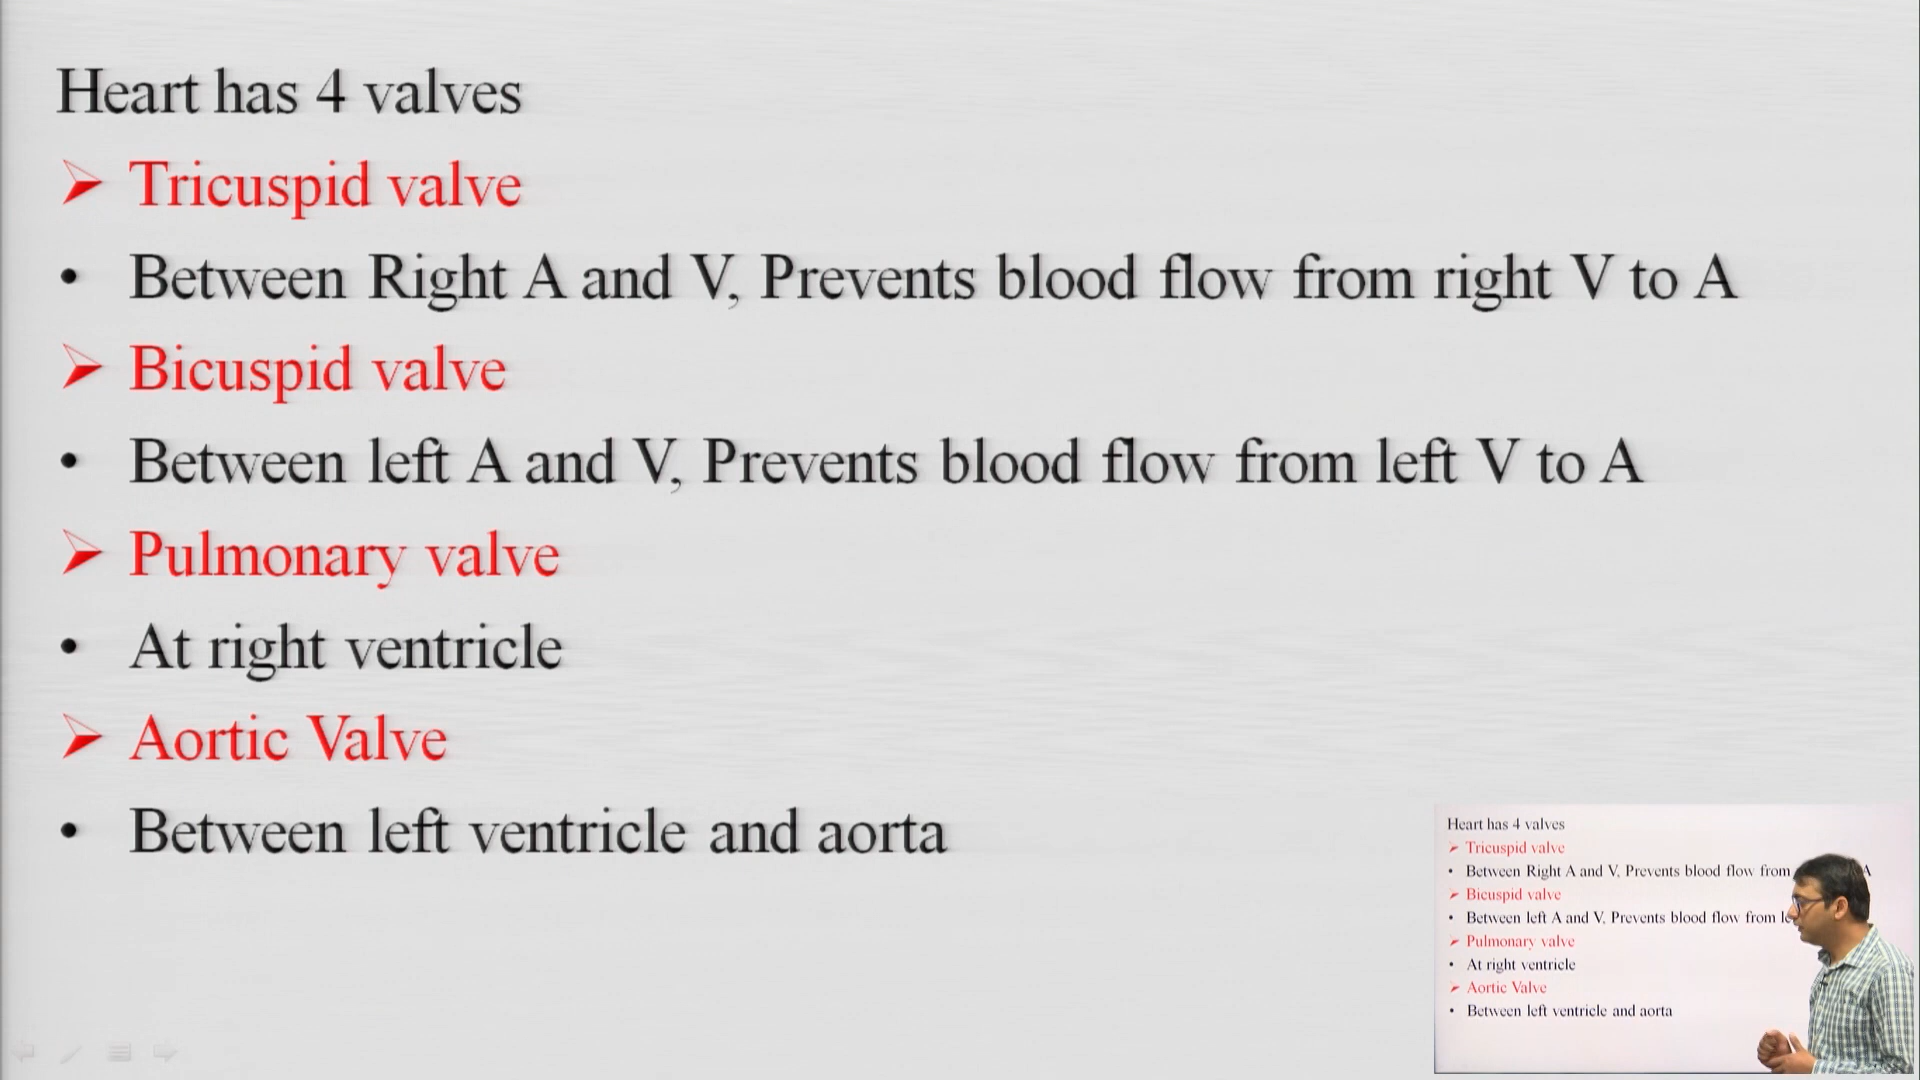 Heart has 4 valves
➢ Tricuspid valve
• Between Right A and V, Prevents blood flow from right V to A
➢ Bicuspid valve
• Between left A and V, Prevents blood flow from left V to A
➢ Pulmonary valve
• At right ventricle
➢ Aortic Valve
• Between left ventricle and aorta
Heart has 4 valves
➢ Tricuspid valve
• Between Right A and V, Prevents blood flow from A
➢ Bicuspid valve
• Between left A and V, Prevents blood flow from
➢ Pulmonary valve
• At right ventricle
➢ Aortic Valve
• Between left ventricle and aorta